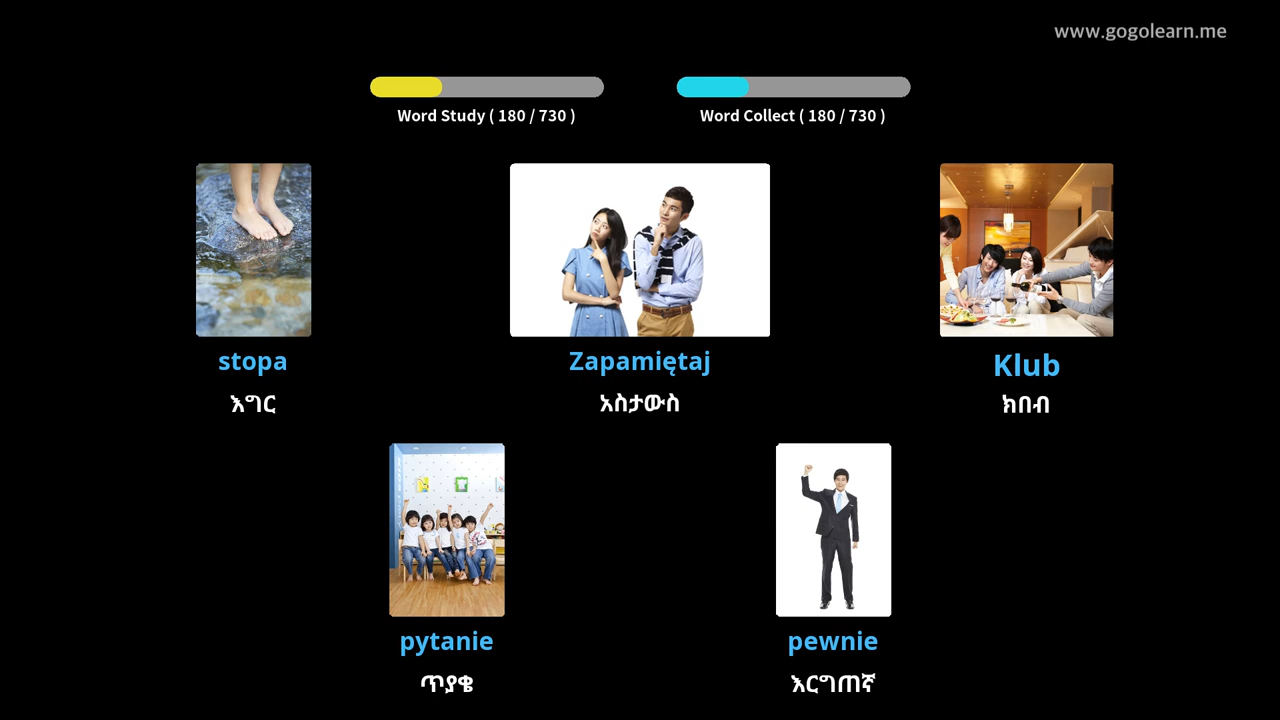 www.gogolearn.me
Word Study ( 180 / 730 )
Word Collect ( 180 / 730 )
stopa
Zapamiętaj
Klub
እግር
አስታውስ
ክበብ
pytanie
pewnie
ጥያቄ
እርግጠኛ